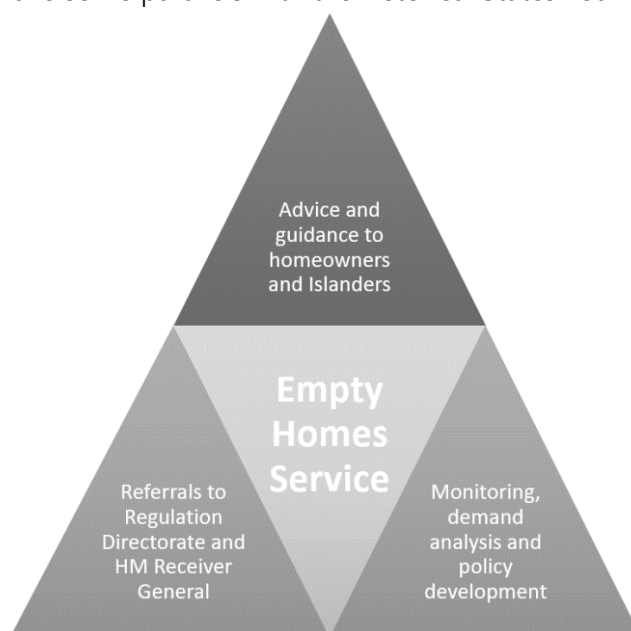 Advice and
guidance to
homeowners
and Islanders
Empty
Homes
Service
Referrals to
Regulation
Directorate and
HM Receiver
General
Monitoring,
demand
analysis and
policy
development